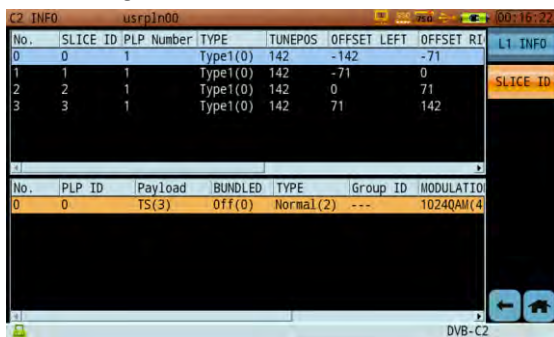 C2 INFO usrpln00 750 00:16:22
No. SLICE ID PLP Number TYPE TUNEPOS OFFSET LEFT OFFSET RI
0 0 1 Type1(0) 142 -142 -71
1 1 1 Type1(0) 142 -71 0
2 2 1 Type1(0) 142 0 71
3 3 1 Type1(0) 142 71 142
L1 INFO
SLICE ID
No. PLP ID Payload BUNDLED TYPE Group ID MODULATIO
0 0 TS(3) Off(0) Normal(2) --- 1024QAM(4
DVB-C2